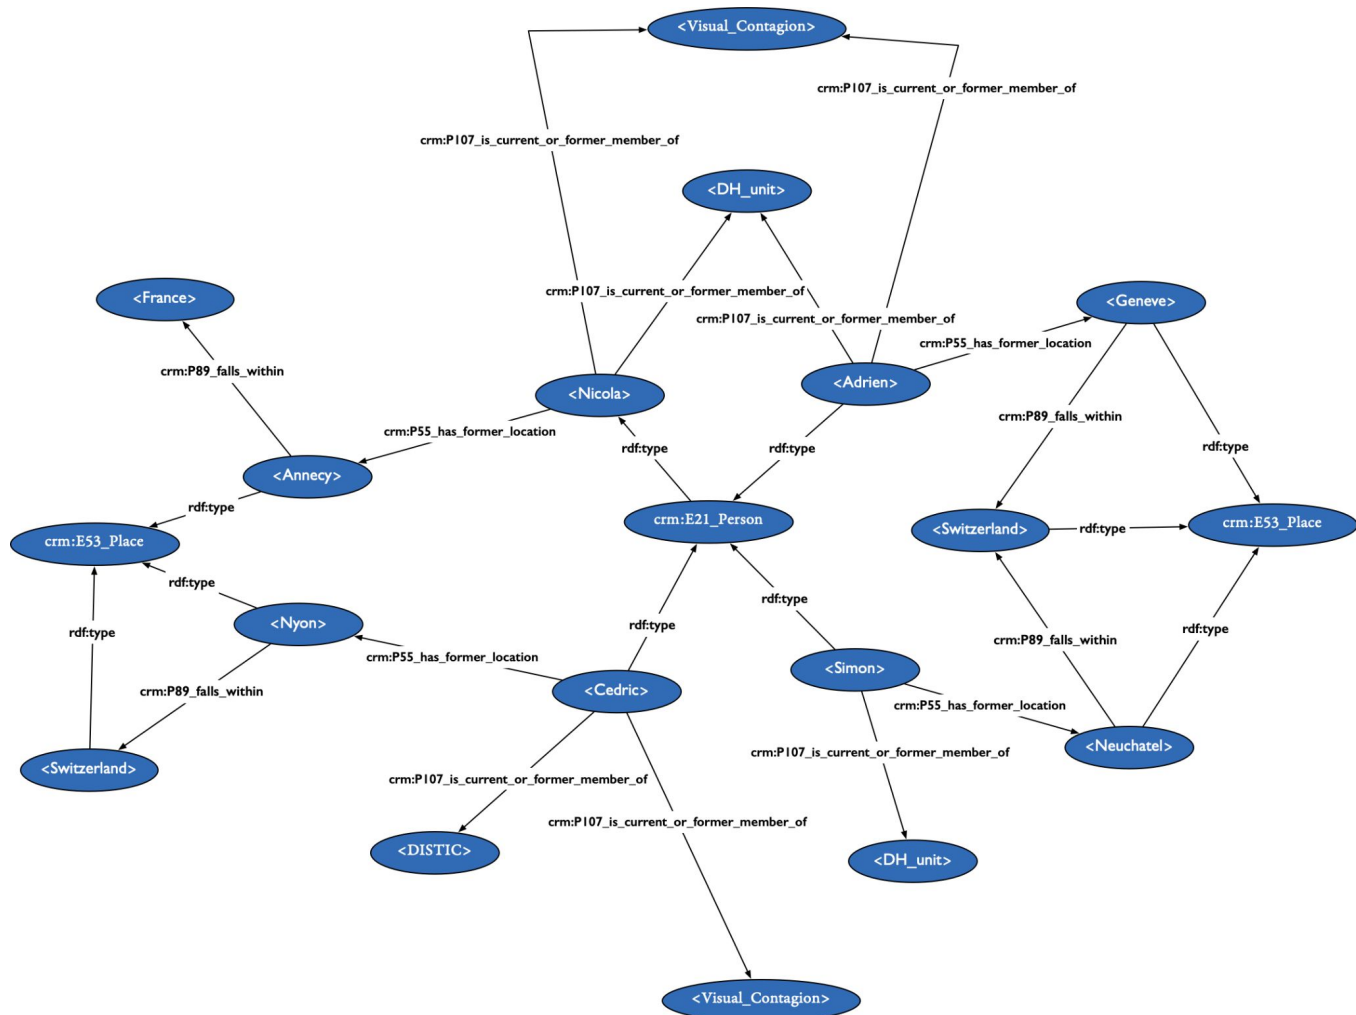 <Visual_Contagion>
crm:P107_is_current_or_former_member_of
crm:P107_is_current_or_former_member_of
<DH_unit>
<France>
crm:P107_is_current_or_former_member_of
<Geneve>
crm:P107_is_current_or_former_member_of
crm:P55_has_former_location
crm:P89_falls_within
<Nicola>
<Adrien>
crm:P89_falls_within
crm:P55_has_former_location
rdf:type
rdf:type
rdf:type
<Annecy>
rdf:type
crm:E53_Place
crm:E21_Person
<Switzerland>
rdf:type
crm:E53_Place
rdf:type
rdf:type
<Nyon>
rdf:type
rdf:type
rdf:type
crm:P89_falls_within
crm:P55_has_former_location
<Simon>
crm:P89_falls_within
<Cedric>
crm:P55_has_former_location
<Neuchatel>
<Switzerland>
crm:P107_is_current_or_former_member_of
crm:P107_is_current_or_former_member_of
crm:P107_is_current_or_former_member_of
<DISTIC>
<DH_unit>
<Visual_Contagion>